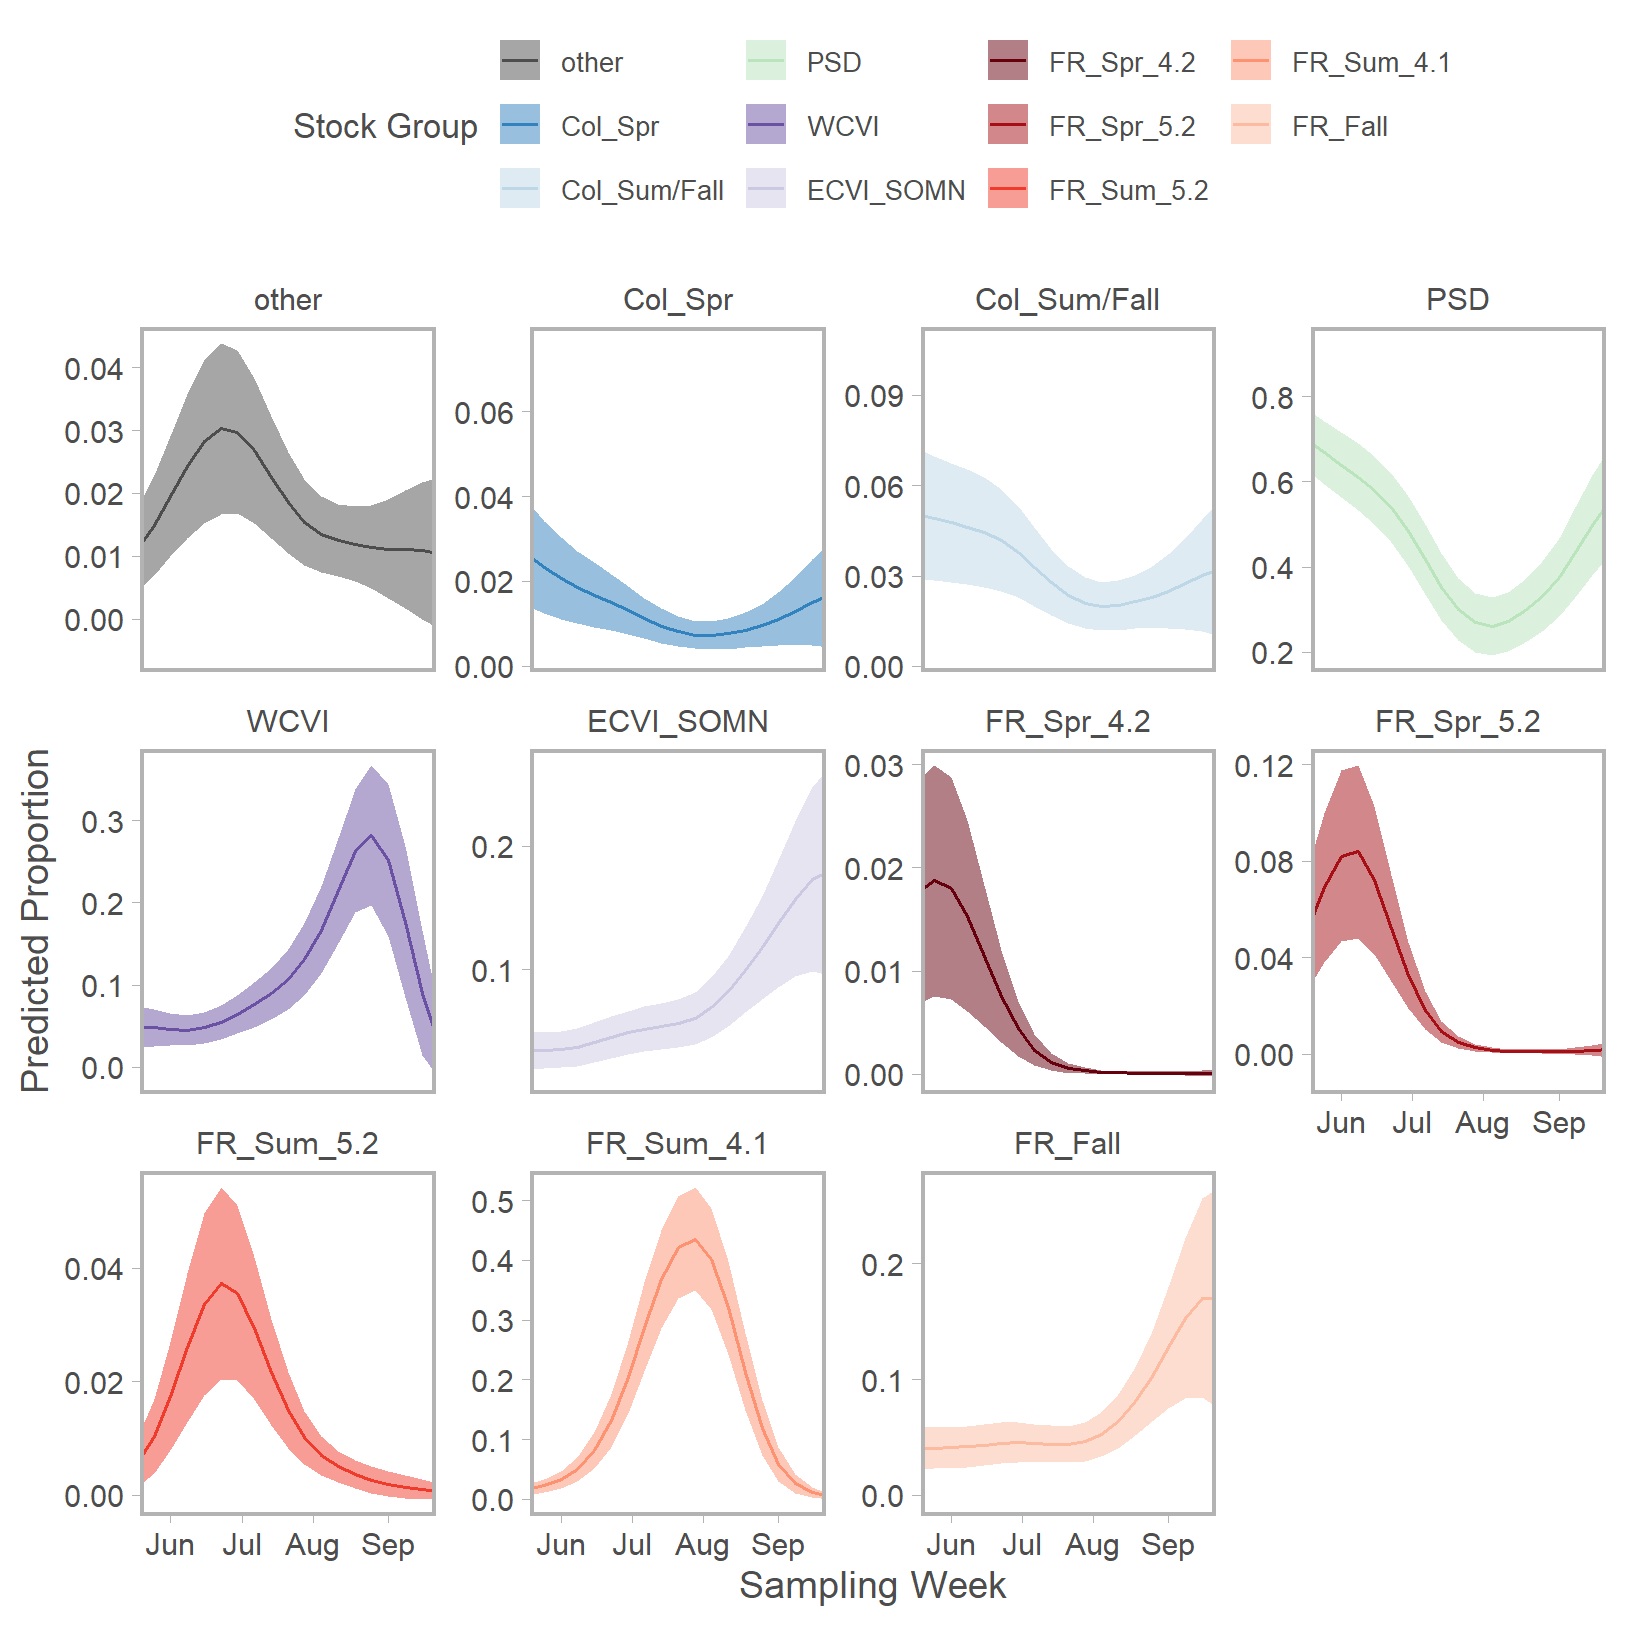 Stock Group
other
PSD
FR_Spr_4.2
FR_Sum_4.1
Col_Spr
WCVI
FR_Spr_5.2
FR_Fall
Col_Sum/Fall
ECVI_SOMN
FR_Sum_5.2
other
Col_Spr
Col_Sum/Fall
PSD
0.04
0.03
0.02
0.01
0.00
0.06
0.04
0.02
0.00
0.09
0.06
0.03
0.00
0.8
0.6
0.4
0.2
Predicted Proportion
WCVI
ECVI_SOMN
FR_Spr_4.2
FR_Spr_5.2
0.3
0.2
0.1
0.0
0.2
0.1
0.03
0.02
0.01
0.00
0.12
0.08
0.04
0.00
Jun Jul Aug Sep
FR_Sum_5.2
FR_Sum_4.1
FR_Fall
0.04
0.02
0.00
0.5
0.4
0.3
0.2
0.1
0.0
0.2
0.1
0.0
Jun Jul Aug Sep
Jun Jul Aug Sep
Jun Jul Aug Sep
Sampling Week